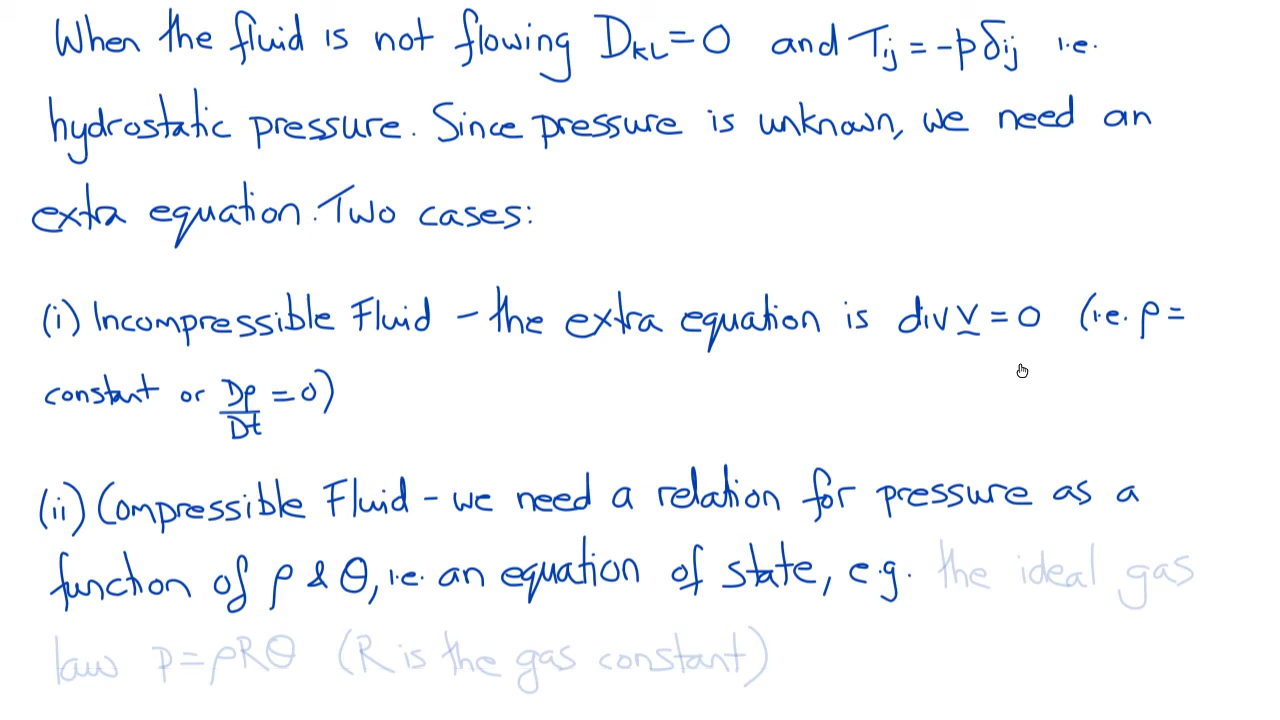 When the fluid is not flowing D_KL = 0 and T_ij = -p δ_ij i.e.
hydrostatic pressure. Since pressure is unknown, we need an
extra equation. Two cases:
(i) Incompressible Fluid - the extra equation is div v̲ = 0 (i.e. ρ =
constant or Dρ/Dt = 0)
(ii) Compressible Fluid - we need a relation for pressure as a
function of ρ & θ, i.e. an equation of state, e.g. the ideal gas
law p = ρRθ (R is the gas constant)